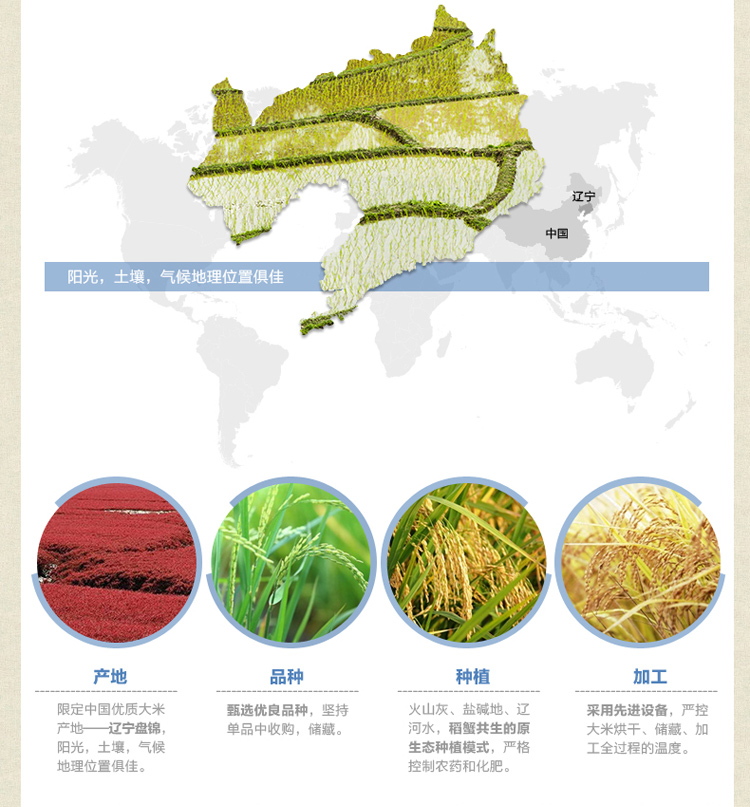 辽宁
中国
阳光，土壤，气候地理位置俱佳
产地
限定中国优质大米
产地——辽宁盘锦，
阳光，土壤，气候
地理位置俱佳。
品种
甄选优良品种，坚持
单品中收购，储藏。
种植
火山灰、盐碱地、辽
河水，稻蟹共生的原
生态种植模式，严格
控制农药和化肥。
加工
采用先进设备，严控
大米烘干、储藏、加
工全过程的温度。